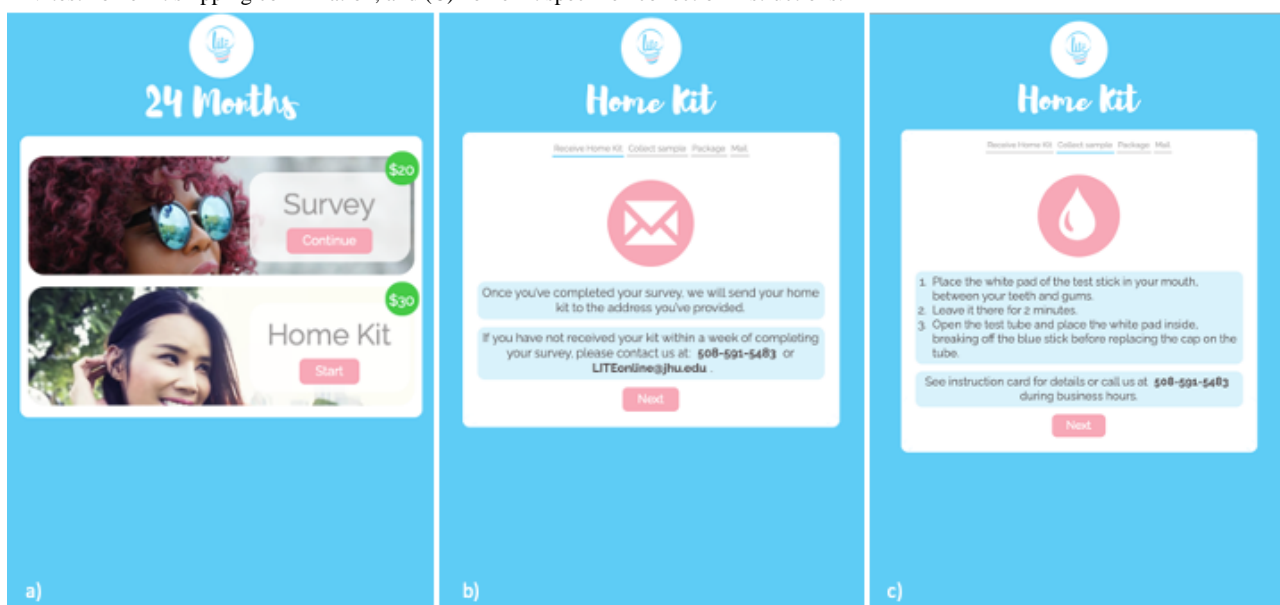 lite
24 Months
$20
Survey
Continue
$30
Home Kit
Start
a)
lite
Home Kit
Receive Home Kit Collect sample Package Mail
Once you've completed your survey, we will send your home
kit to the address you've provided.
If you have not received your kit within a week of completing
your survey, please contact us at: 508-591-5483 or
LITEonline@jhu.edu .
Next
b)
lite
Home Kit
Receive Home Kit Collect sample Package Mail
1. Place the white pad of the test stick in your mouth,
between your teeth and gums.
2. Leave it there for 2 minutes.
3. Open the test tube and place the white pad inside,
breaking off the blue stick before replacing the cap on the
tube.
See instruction card for details or call us at 508-591-5483
during business hours.
Next
c)